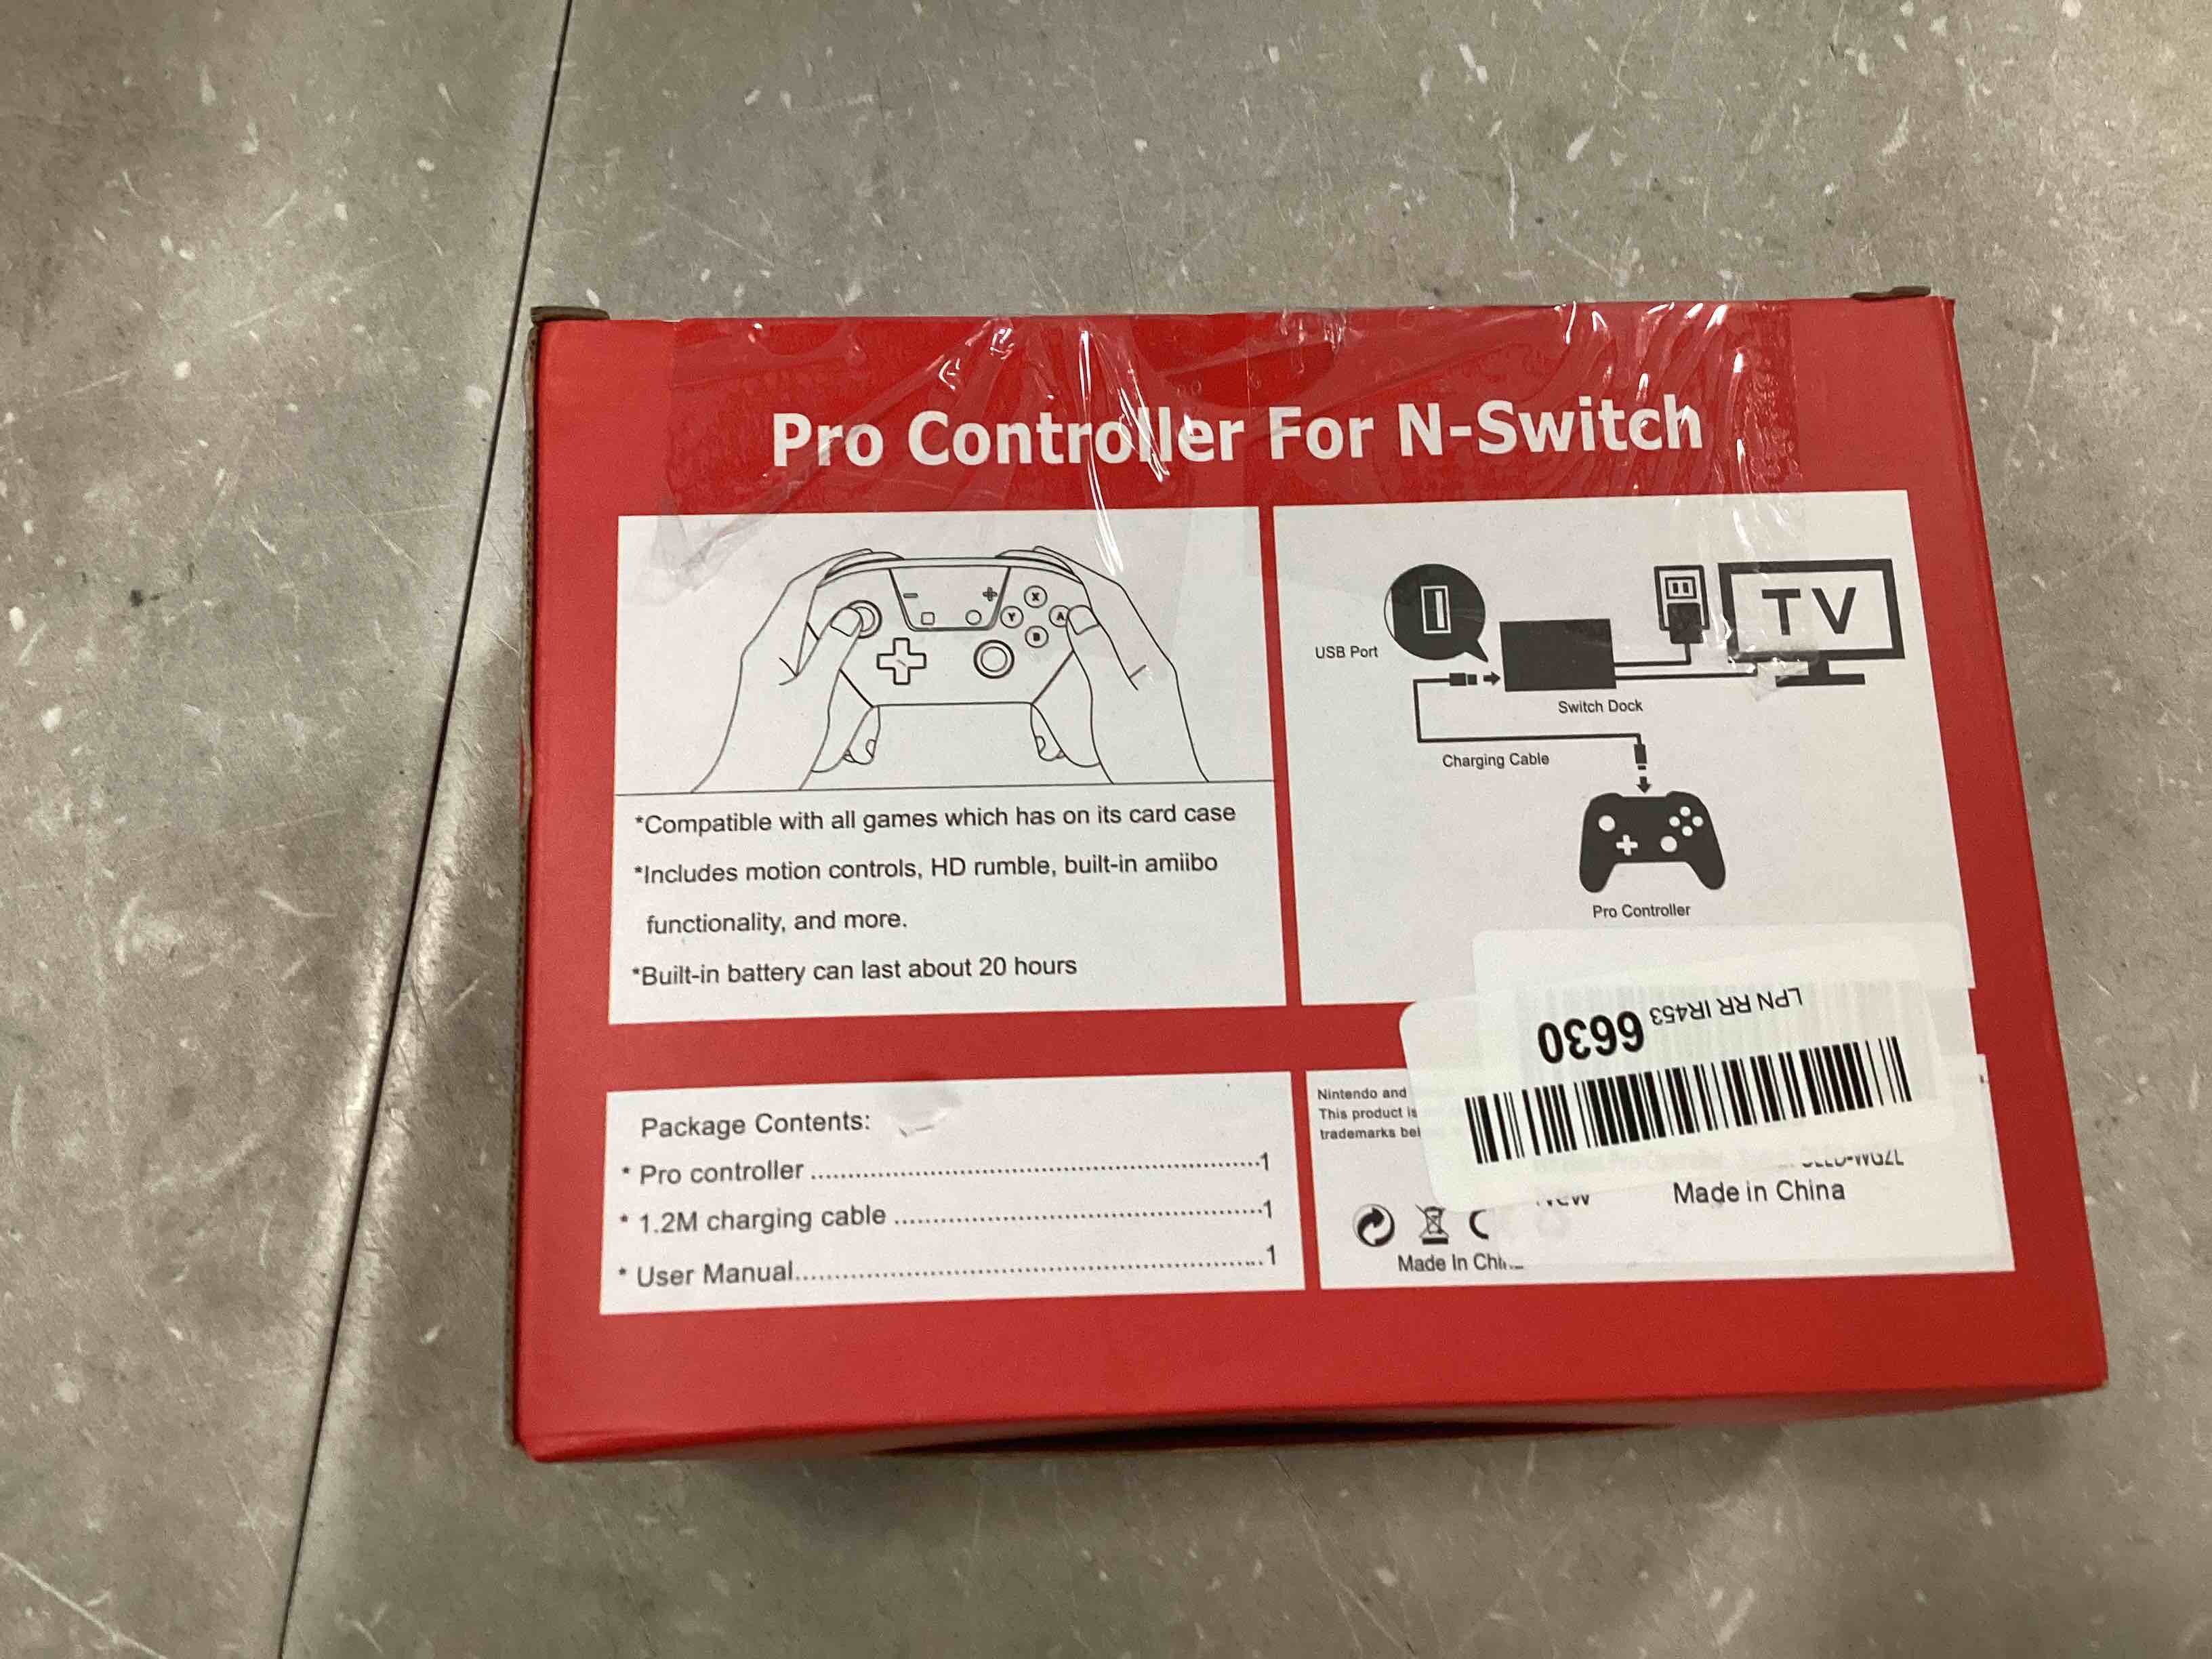 Pro Controller For N-Switch
- +
X
Y A
B
*Compatible with all games which has on its card case
*Includes motion controls, HD rumble, built-in amiibo
functionality, and more.
*Built-in battery can last about 20 hours
USB Port
TV
Switch Dock
Charging Cable
Pro Controller
Package Contents:
* Pro controller ................................................1
* 1.2M charging cable ................................................1
* User Manual................................................1
Nintendo and
This product is
trademarks
LPN RR IR453
6630
Made in China
Made In